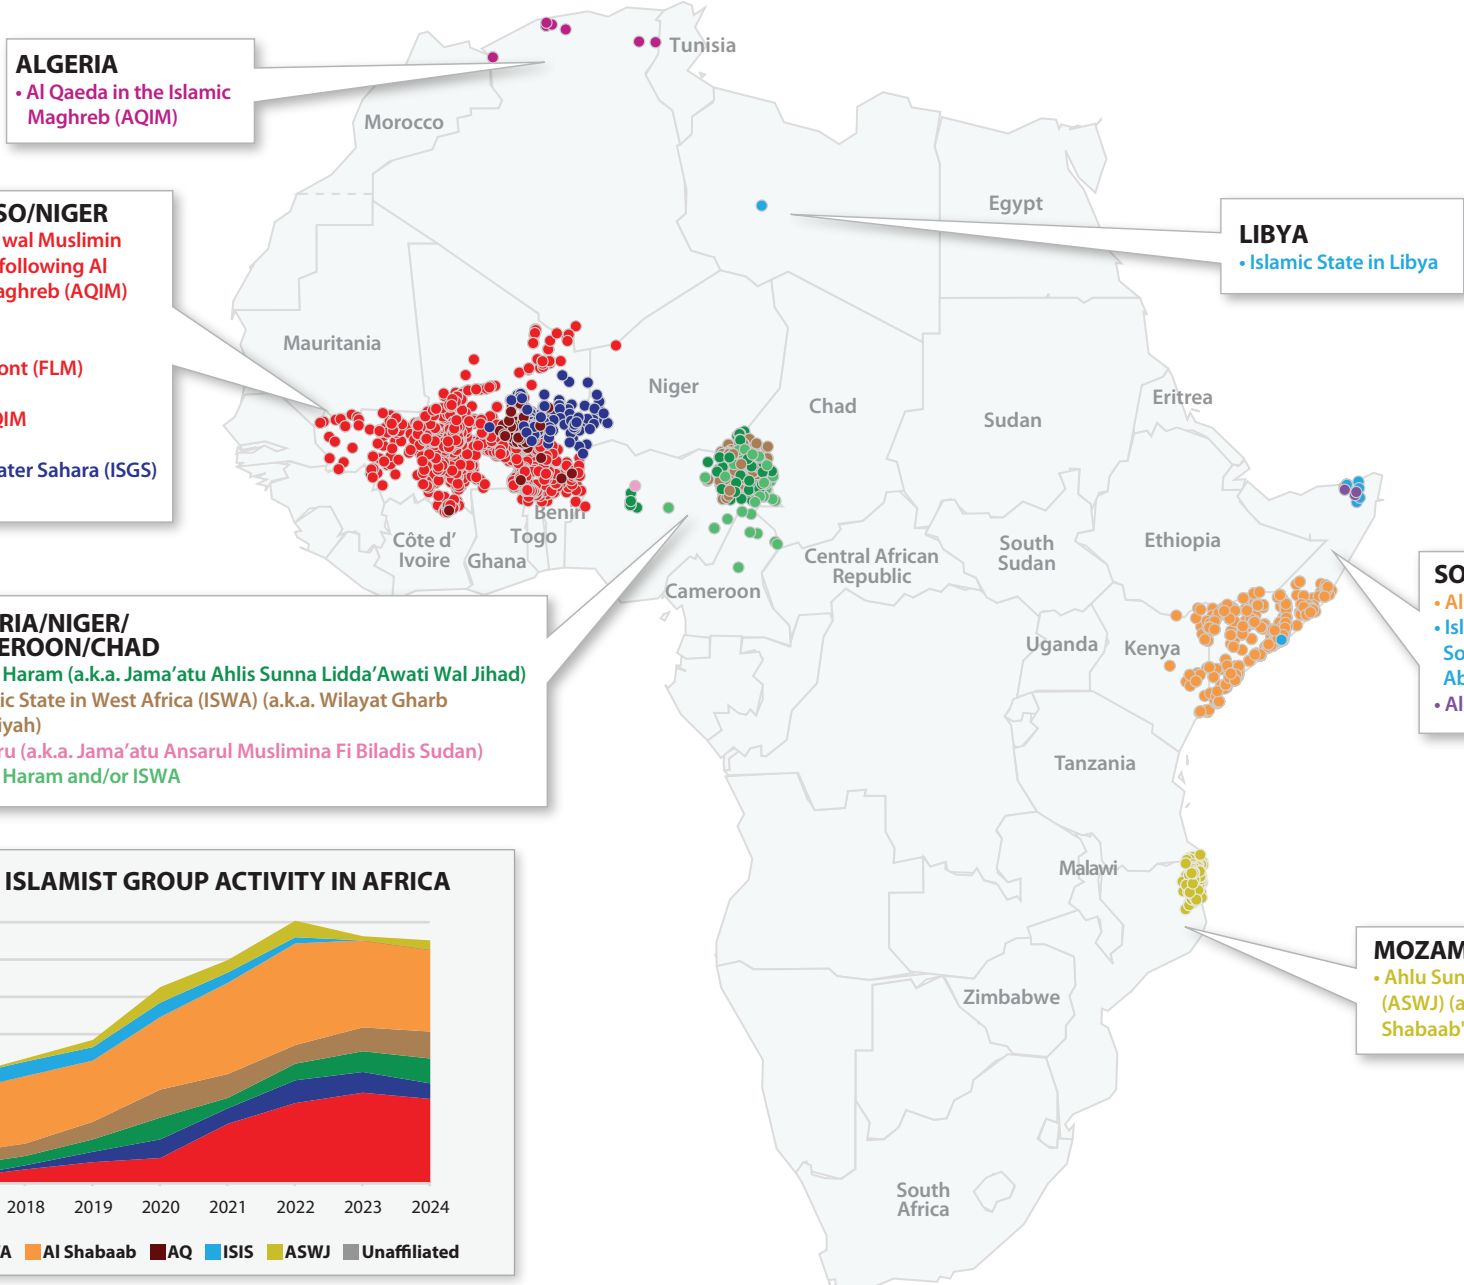 ALGERIA
• Al Qaeda in the Islamic
Maghreb (AQIM)
Tunisia
Morocco
Egypt
SO/NIGER
wal Muslimin
following Al
aghreb (AQIM)
ont (FLM)
QIM
ater Sahara (ISGS)
LIBYA
• Islamic State in Libya
Mauritania
Niger
Chad
Sudan
Eritrea
Benin
Togo
Côte d’
Ivoire
Ghana
Central African
Republic
South
Sudan
Ethiopia
Cameroon
Uganda
Kenya
SO
• Al
• Isl
So
Ab
• Al
RIA/NIGER/
EROON/CHAD
Haram (a.k.a. Jama’atu Ahlis Sunna Lidda’Awati Wal Jihad)
ic State in West Africa (ISWA) (a.k.a. Wilayat Gharb
iyah)
ru (a.k.a. Jama’atu Ansarul Muslimina Fi Biladis Sudan)
Haram and/or ISWA
Tanzania
Malawi
Zimbabwe
South
Africa
MOZAM
• Ahlu Sun
(ASWJ) (a
Shabaab"
ISLAMIST GROUP ACTIVITY IN AFRICA
2018 2019 2020 2021 2022 2023 2024
A Al Shabaab AQ ISIS ASWJ Unaffiliated